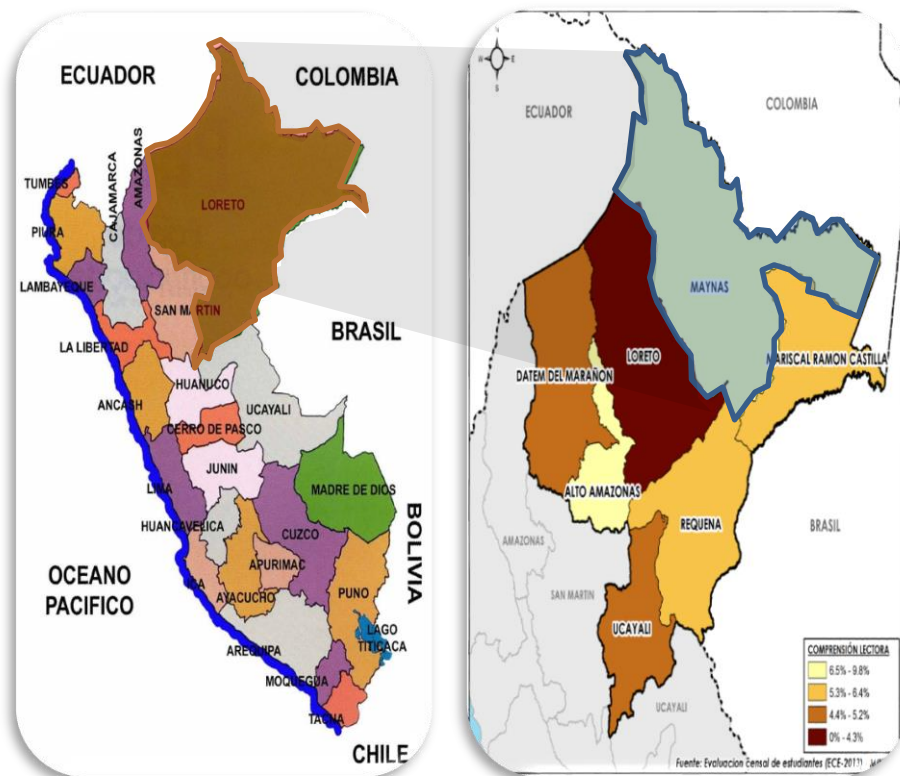 ECUADOR
COLOMBIA
TUMBES
CAJAMARCA
AMAZONAS
LORETO
PIURA
LAMBAYEQUE
SAN MARTIN
BRASIL
LA LIBERTAD
HUANUCO
ANCASH
UCAYALI
CERRO DE PASCO
JUNIN
LIMA
MADRE DE DIOS
HUANCAVELICA
CUZCO
BOLIVIA
APURIMAC
OCEANO
PACIFICO
AYACUCHO
PUNO
LAGO
TITICACA
AREQUIPA
MOQUEGUA
TACNA
CHILE
N
E
S
ECUADOR
COLOMBIA
MAYNAS
LORETO
MARISCAL RAMON CASTILLA
DATEM DEL MARAÑON
ALTO AMAZONAS
REQUENA
BRASIL
AMAZONAS
SAN MARTIN
UCAYALI
UCAYALI
COMPRENSIÓN LECTORA
6.5% - 9.8%
5.3% - 6.4%
4.4% - 5.2%
0% - 4.3%
Fuente: Evaluacion censal de estudiantes (ECE-2011)